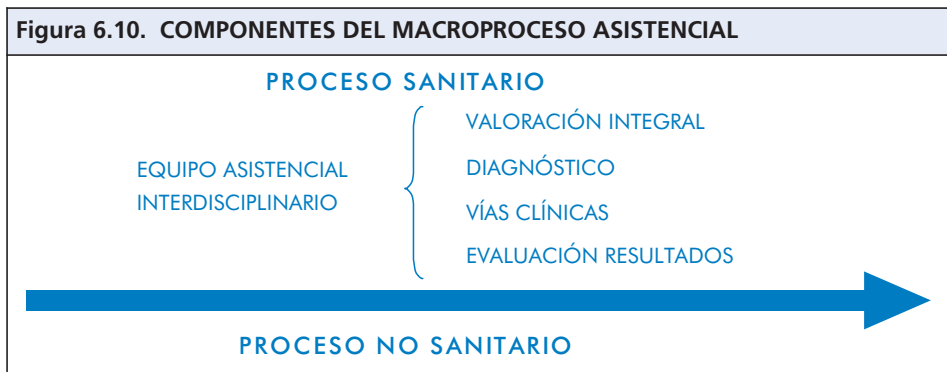 Figura 6.10. COMPONENTES DEL MACROPROCESO ASISTENCIAL
PROCESO SANITARIO
EQUIPO ASISTENCIAL
INTERDISCIPLINARIO
VALORACIÓN INTEGRAL
DIAGNÓSTICO
VÍAS CLÍNICAS
EVALUACIÓN RESULTADOS
PROCESO NO SANITARIO